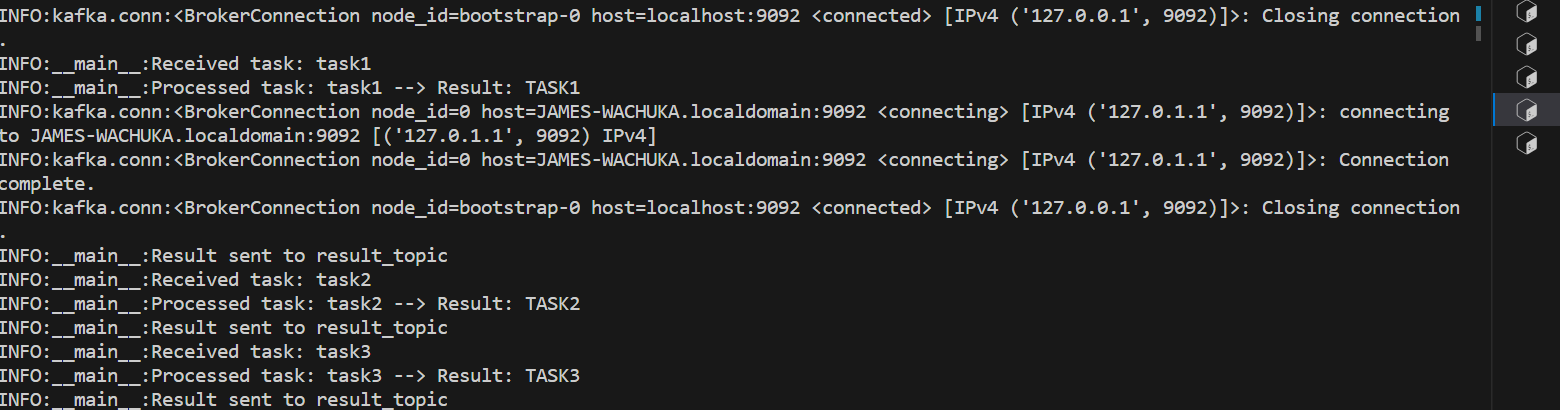 INFO:kafka.conn:<BrokerConnection node_id=bootstrap-0 host=localhost:9092 <connected> [IPv4 ('127.0.0.1', 9092)]>: Closing connection
.
INFO:__main__:Received task: task1
INFO:__main__:Processed task: task1 --> Result: TASK1
INFO:kafka.conn:<BrokerConnection node_id=0 host=JAMES-WACHUKA.localdomain:9092 <connecting> [IPv4 ('127.0.1.1', 9092)]>: connecting
to JAMES-WACHUKA.localdomain:9092 [('127.0.1.1', 9092) IPv4]
INFO:kafka.conn:<BrokerConnection node_id=0 host=JAMES-WACHUKA.localdomain:9092 <connecting> [IPv4 ('127.0.1.1', 9092)]>: Connection
complete.
INFO:kafka.conn:<BrokerConnection node_id=bootstrap-0 host=localhost:9092 <connected> [IPv4 ('127.0.0.1', 9092)]>: Closing connection
.
INFO:__main__:Result sent to result_topic
INFO:__main__:Received task: task2
INFO:__main__:Processed task: task2 --> Result: TASK2
INFO:__main__:Result sent to result_topic
INFO:__main__:Received task: task3
INFO:__main__:Processed task: task3 --> Result: TASK3
INFO:__main__:Result sent to result_topic